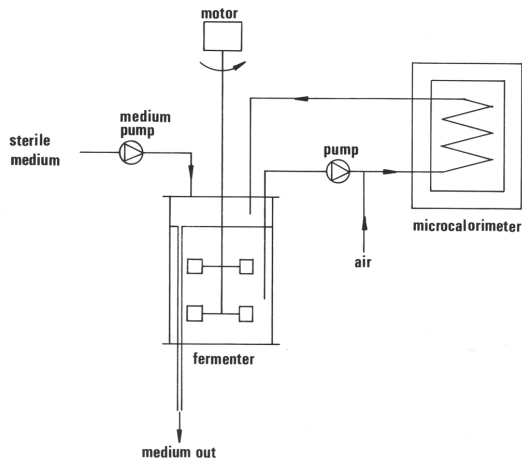 motor
medium
pump
sterile
medium
pump
microcalorimeter
air
fermenter
medium out